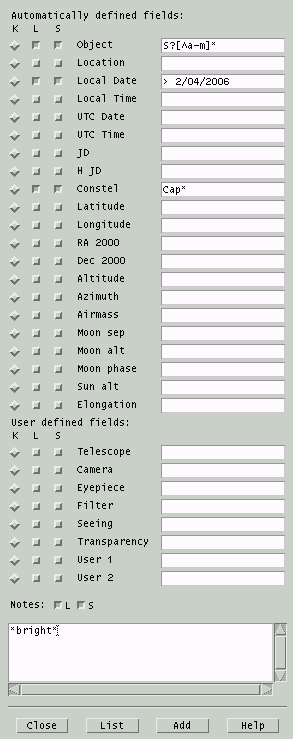 Automatically defined fields:
K L S
Object S?[^a-m]*
Location
Local Date > 2/04/2006
Local Time
UTC Date
UTC Time
JD
H JD
Constel Cap*
Latitude
Longitude
RA 2000
Dec 2000
Altitude
Azimuth
Airmass
Moon sep
Moon alt
Moon phase
Sun alt
Elongation
User defined fields:
K L S
Telescope
Camera
Eyepiece
Filter
Seeing
Transparency
User 1
User 2
Notes: L S
*bright*
Close List Add Help